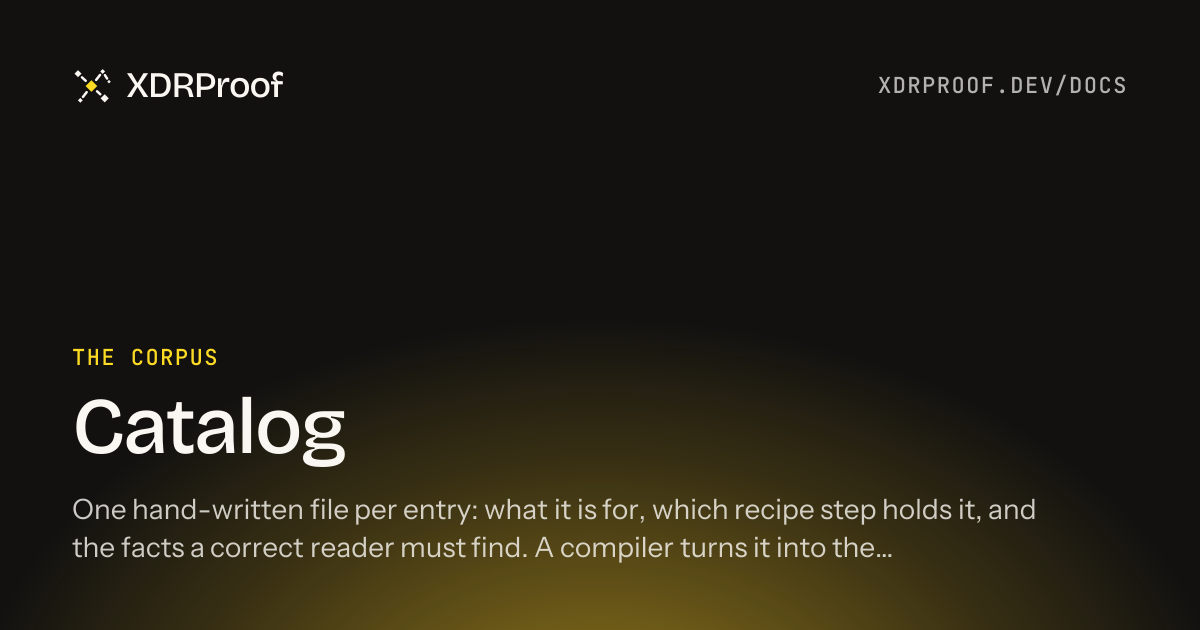 XDRProof
XDRPROOF.DEV/DOCS
THE CORPUS
Catalog
One hand-written file per entry: what it is for, which recipe step holds it, and
the facts a correct reader must find. A compiler turns it into the…